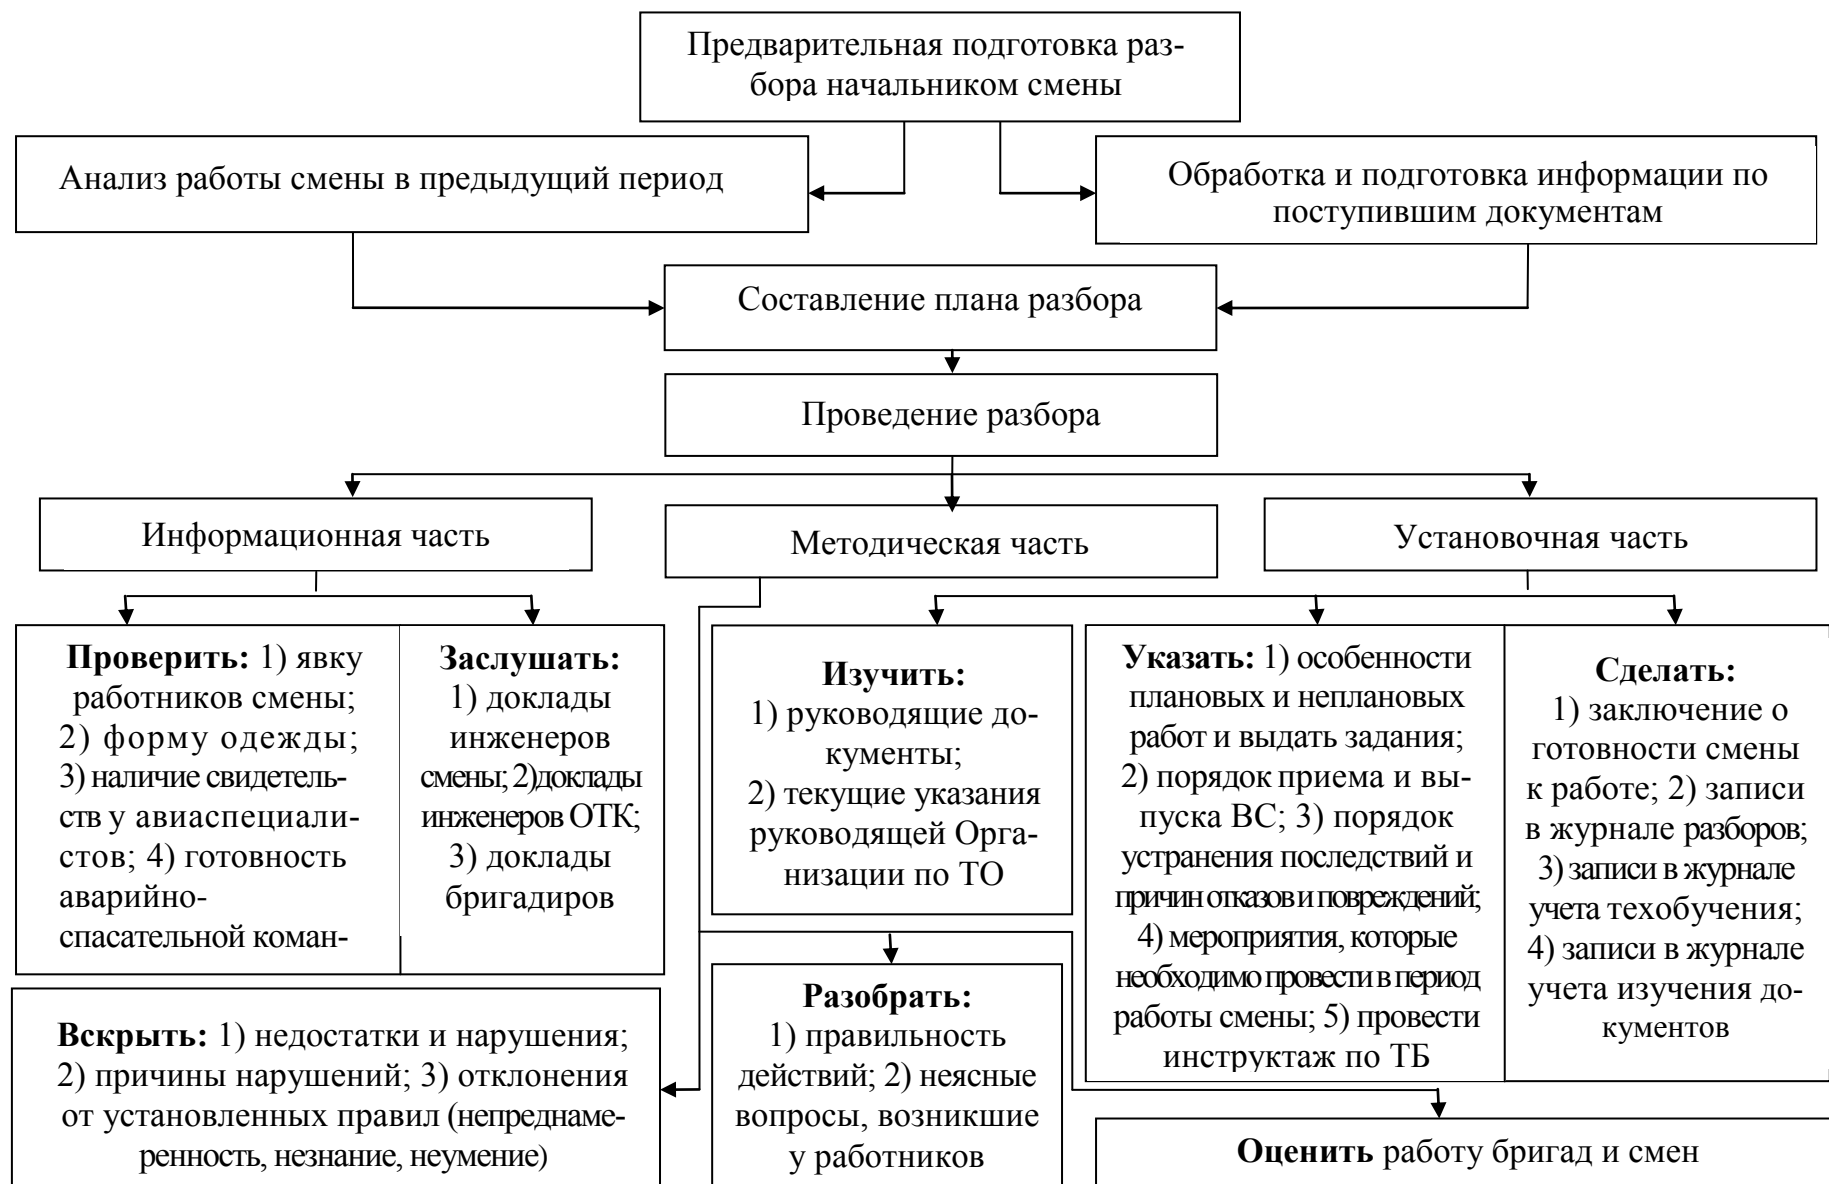 Предварительная подготовка раз-
бора начальником смены
Анализ работы смены в предыдущий период
Обработка и подготовка информации по
поступившим документам
Составление плана разбора
Проведение разбора
Информационная часть
Методическая часть
Установочная часть
Проверить: 1) явку
работников смены;
2) форму одежды;
3) наличие свидетель-
ств у авиаспециали-
стов; 4) готовность
аварийно-
спасательной коман-
Заслушать:
1) доклады
инженеров
смены; 2)доклады
инженеров ОТК;
3) доклады
бригадиров
Изучить:
1) руководящие до-
кументы;
2) текущие указания
руководящей Орга-
низации по ТО
Указать: 1) особенности
плановых и неплановых
работ и выдать задания;
2) порядок приема и вы-
пуска ВС; 3) порядок
устранения последствий и
причин отказов и повреждений;
4) мероприятия, которые
необходимо провести в период
работы смены; 5) провести
инструктаж по ТБ
Сделать:
1) заключение о
готовности смены
к работе; 2) записи
в журнале разборов;
3) записи в журнале
учета техобучения;
4) записи в журнале
учета изучения до-
кументов
Вскрыть: 1) недостатки и нарушения;
2) причины нарушений; 3) отклонения
от установленных правил (непреднаме-
ренность, незнание, неумение)
Разобрать:
1) правильность
действий; 2) неясные
вопросы, возникшие
у работников
Оценить работу бригад и смен